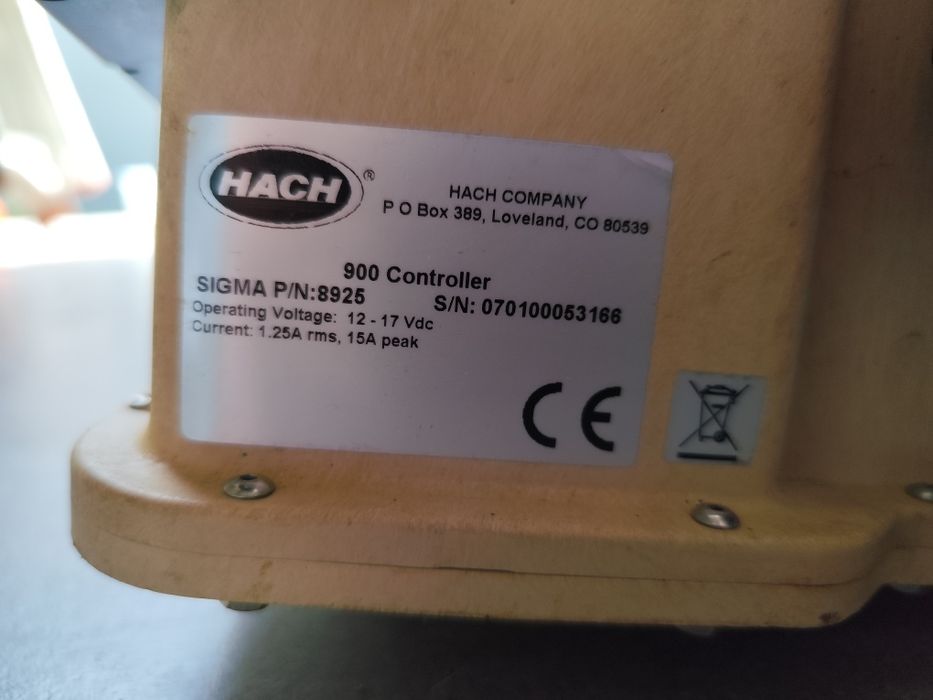 HACH®
HACH COMPANY
P O Box 389, Loveland, CO 80539
900 Controller
SIGMA P/N:8925 S/N: 070100053166
Operating Voltage: 12 - 17 Vdc
Current: 1.25A rms, 15A peak
CE